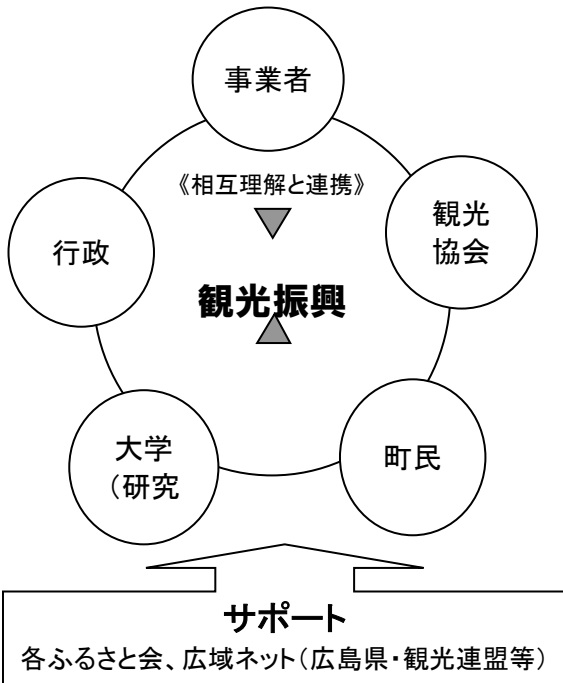 事業者
《相互理解と連携》
観光
協会
行政
観光振興
大学
（研究
町民
サポート
各ふるさと会、広域ネット（広島県・観光連盟等）